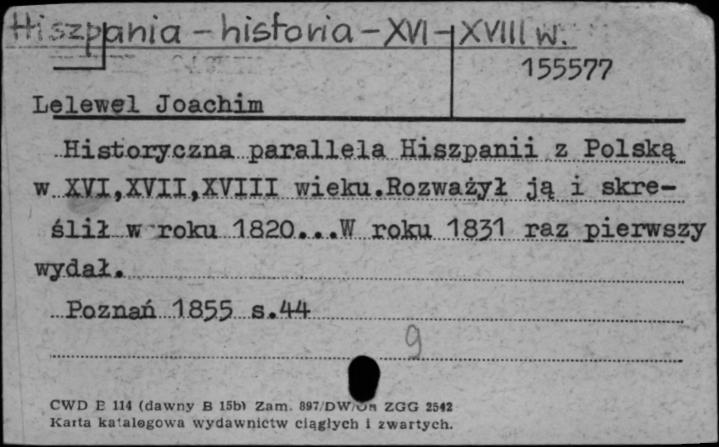 Hiszpania - historia - XVI - XVIII w.
155577
Lelewel Joachim
Historyczna parallela Hiszpanii z Polską
w XVI,XVII,XVIII wieku.Rozważył ją i skre-
ślił w roku 1820...W roku 1831 raz pierwszy
wydał.
Poznań 1855 s.44
9
CWD E 114 (dawny B 15b) Zam. 897/DW/ ZGG 2542
Karta katalogowa wydawnictw ciągłych i zwartych.